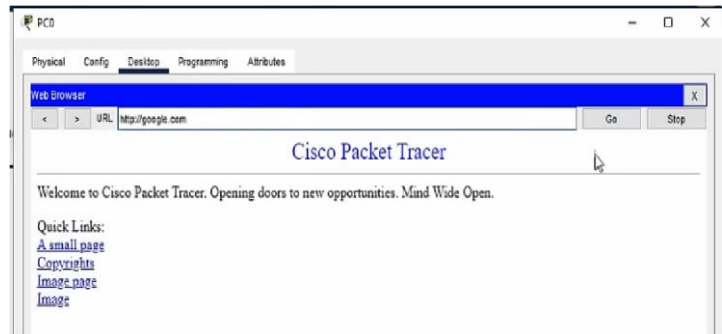 PC0
Physical Config Desktop Programming Attributes
Web Browser
X
< > URL http://google.com Go Stop
Cisco Packet Tracer
Welcome to Cisco Packet Tracer. Opening doors to new opportunities. Mind Wide Open.
Quick Links:
A small page
Copyrights
Image page
Image